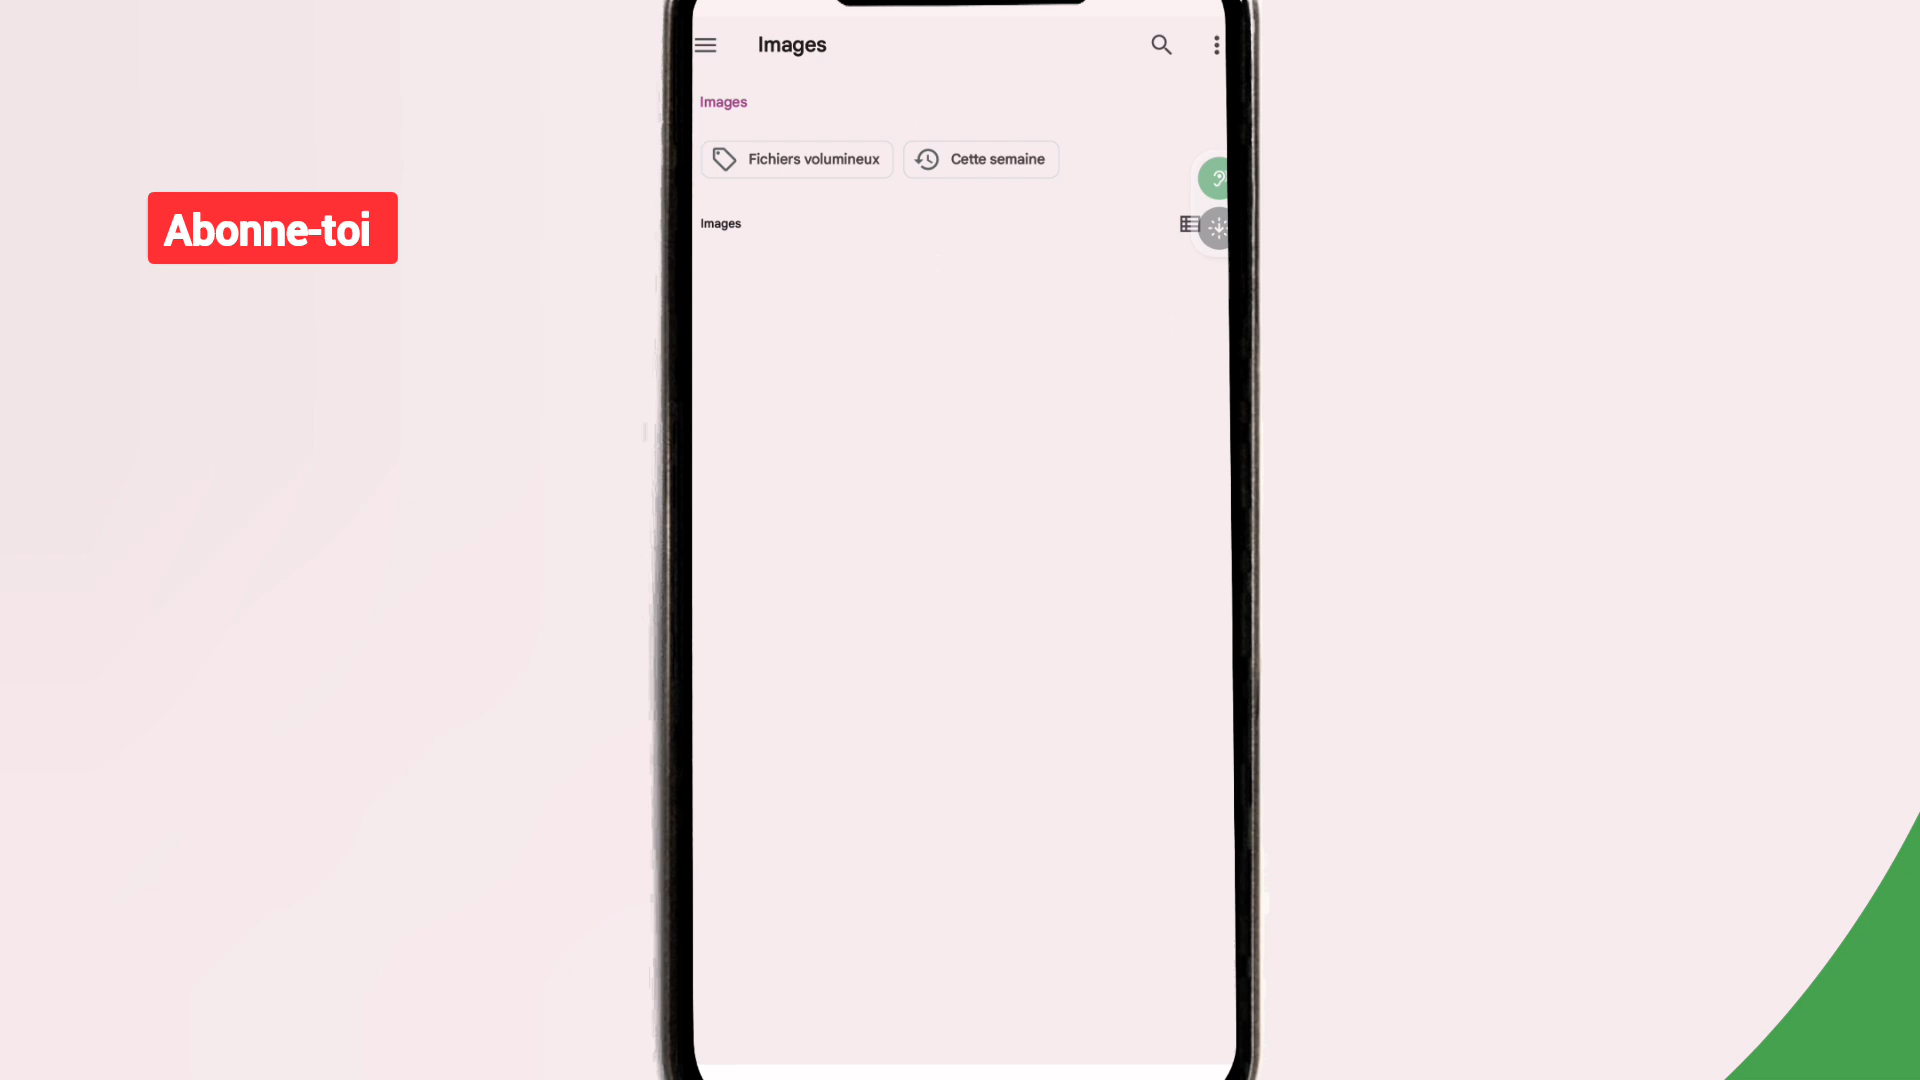 Images
Images
Fichiers volumineux
Cette semaine
Abonne-toi
Images